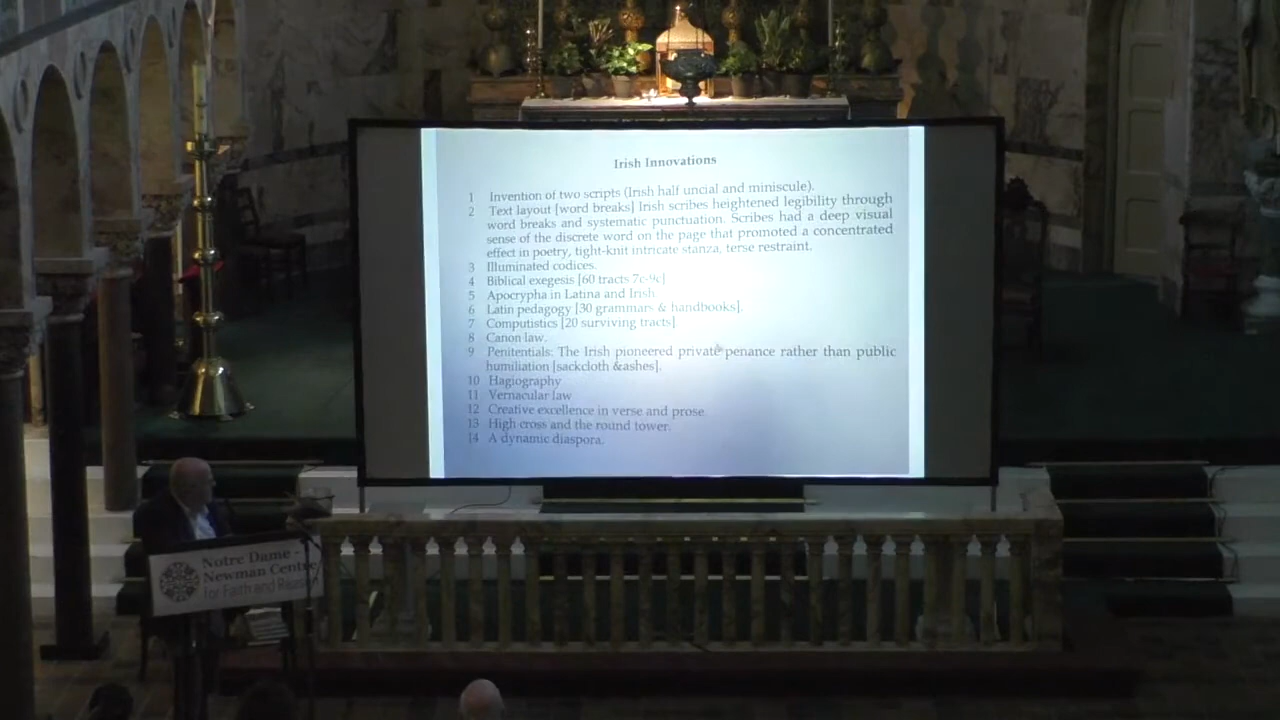 Irish Innovations
1 Invention of two scripts (Irish half uncial and miniscule).
2 Text layout [word breaks] Irish scribes heightened legibility through
word breaks and systematic punctuation. Scribes had a deep visual
sense of the discrete word on the page that promoted a concentrated
effect in poetry, tight-knit intricate stanza, terse restraint.
3 Illuminated codices.
4 Biblical exegesis [60 tracts 7c-9c]
5 Apocrypha in Latina and Irish
6 Latin pedagogy [30 grammars & handbooks].
7 Computistics [20 surviving tracts]
8 Canon law.
9 Penitentials: The Irish pioneered private penance rather than public
humiliation [sackcloth &ashes].
10 Hagiography
11 Vernacular law
12 Creative excellence in verse and prose
13 High cross and the round tower.
14 A dynamic diaspora.
Notre Dame -
Newman Centre
For Faith and Reason